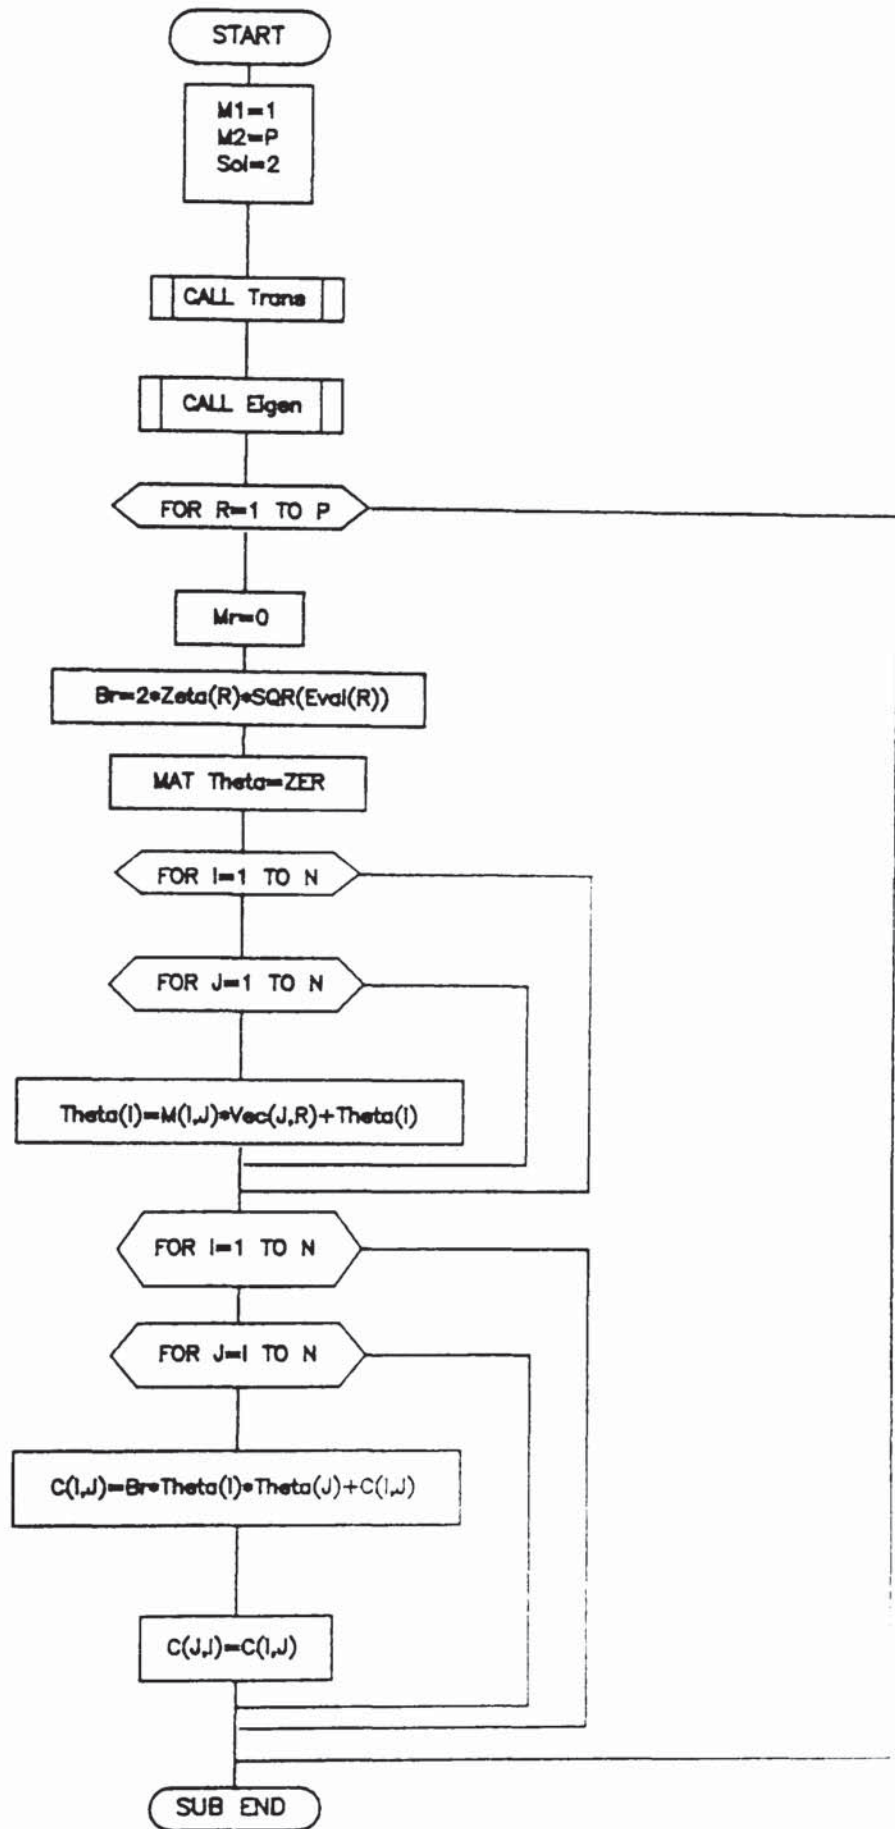 START
M1=1
M2=P
Sol=2
CALL Trans
CALL Eigen
FOR R=1 TO P
Mr=0
Br=2*Zeta(R)*SQR(Eval(R))
MAT Theta=ZER
FOR I=1 TO N
FOR J=1 TO N
Theta(I)=M(I,J)*Vec(J,R)+Theta(I)
FOR I=1 TO N
FOR J=I TO N
C(I,J)=Br*Theta(I)*Theta(J)+C(I,J)
C(J,I)=C(I,J)
SUB END